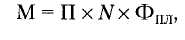 М = П × N × Ф_ПЛ,